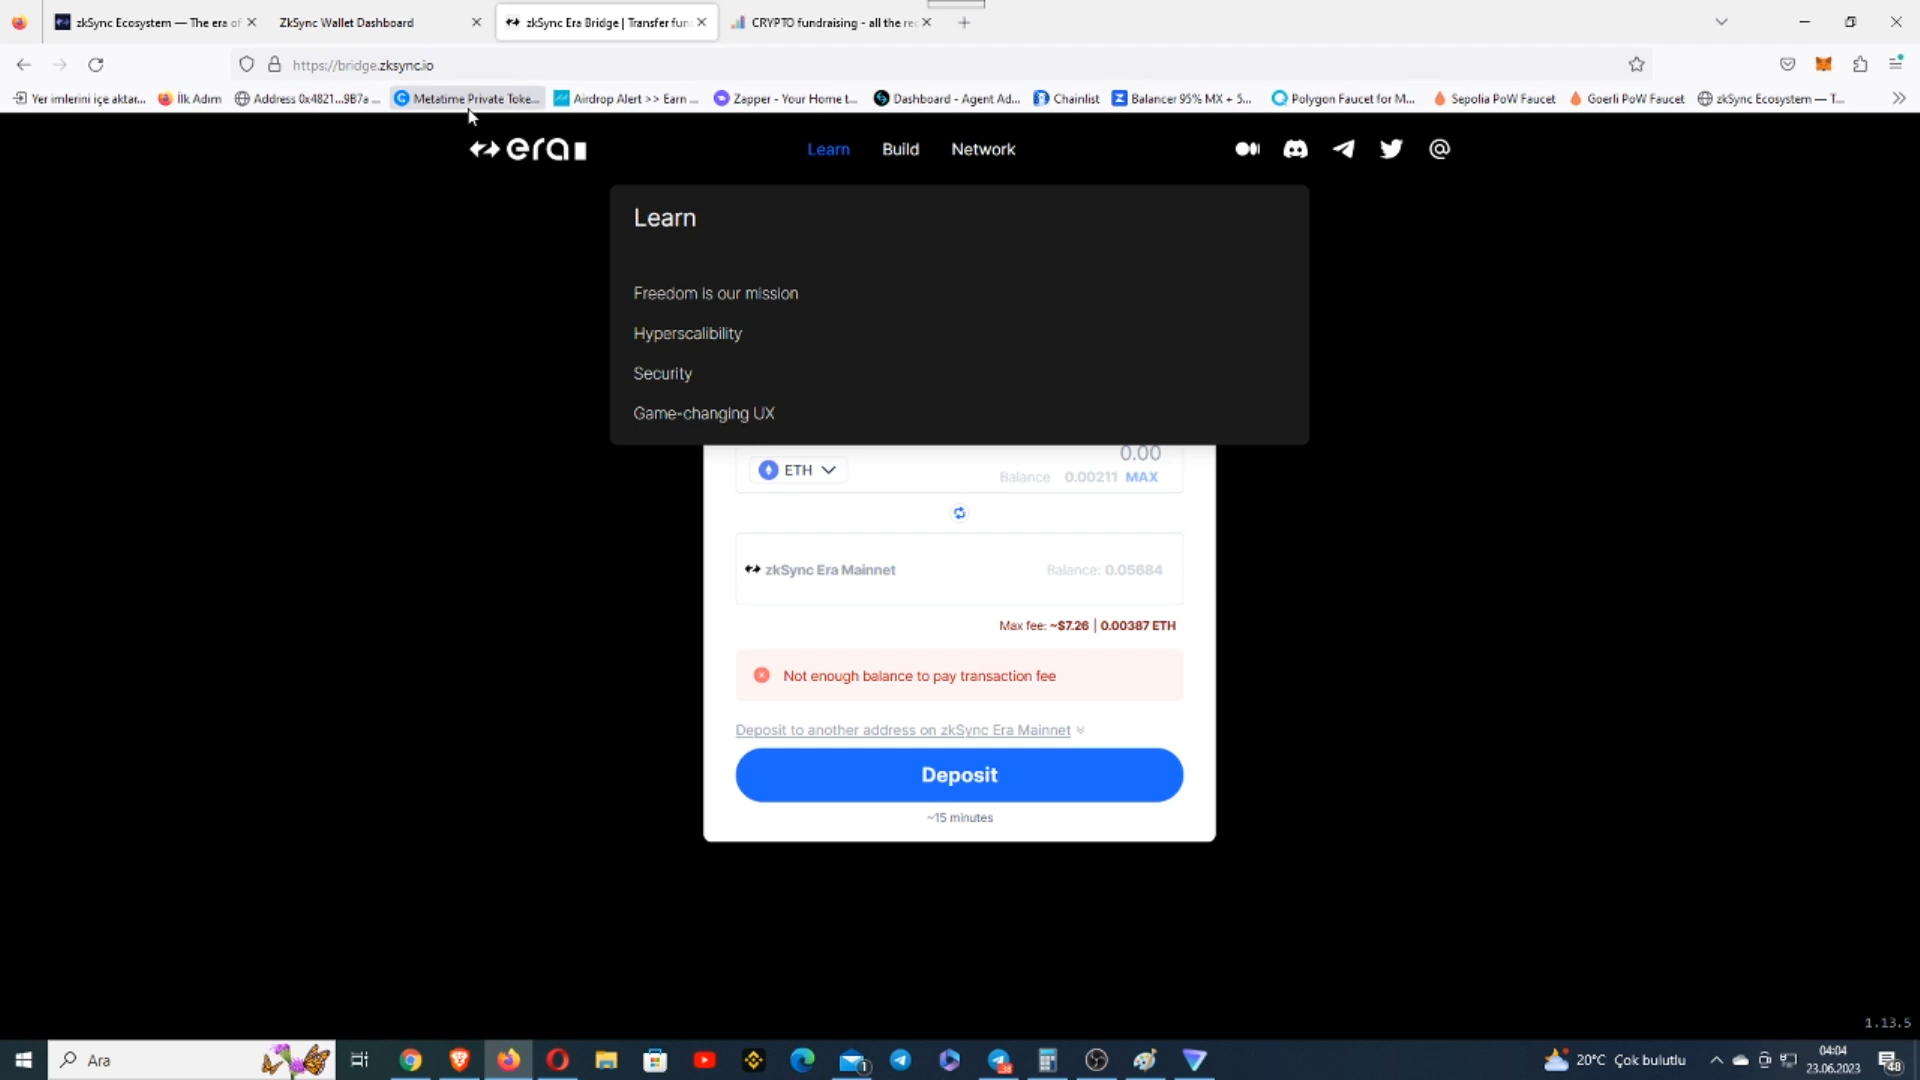 zkSync Ecosystem — The era of
ZkSync Wallet Dashboard
zkSync Era Bridge | Transfer fun
CRYPTO fundraising - all the rec
https://bridge.zksync.io
Yer imlerini içe aktar...
İlk Adım
Address 0x4821...9B7a ...
Metatime Private Toke...
Airdrop Alert >> Earn ...
Zapper - Your Home t...
Dashboard - Agent Ad...
Chainlist
Balancer 95% MX + 5...
Polygon Faucet for M...
Sepolia PoW Faucet
Goerli PoW Faucet
zkSync Ecosystem — T...
era
Learn
Build
Network
Learn
Freedom is our mission
Hyperscalibility
Security
Game-changing UX
0.00
ETH
Balance 0.00211 MAX
zkSync Era Mainnet
Balance: 0.05684
Max fee: ~$7.26 | 0.00387 ETH
Not enough balance to pay transaction fee
Deposit to another address on zkSync Era Mainnet
Deposit
~15 minutes
1.13.5
Ara
1
38
20°C Çok bulutlu
04:04
23.06.2023
48